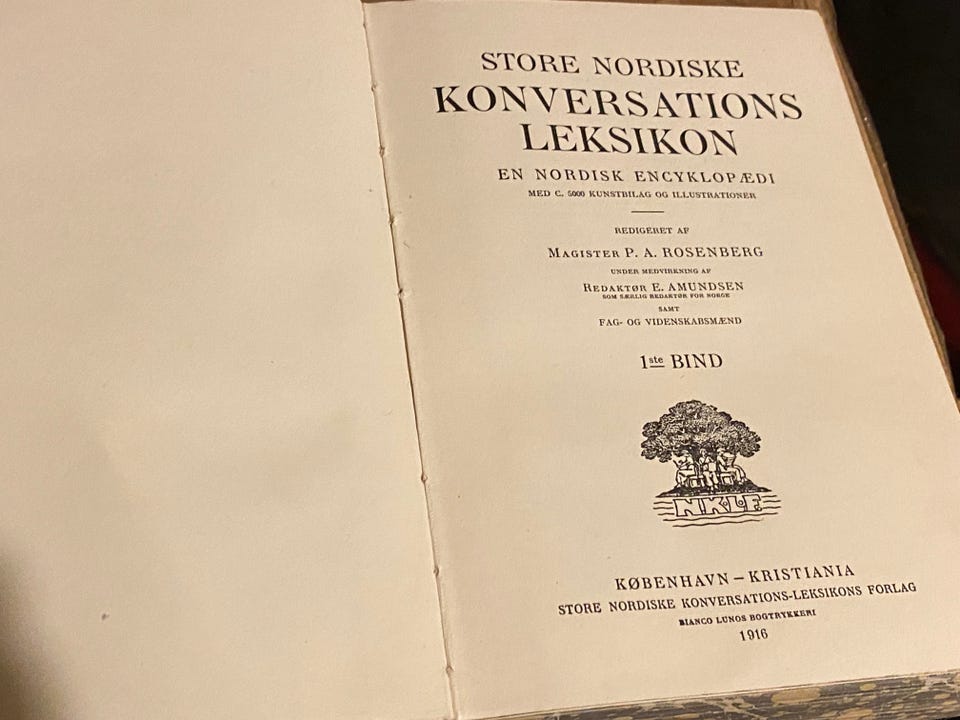 STORE NORDISKE
KONVERSATIONS
LEKSIKON
EN NORDISK ENCYKLOPÆDI
MED C. 5000 KUNSTBILAG OG ILLUSTRATIONER
REDIGERET AF
MAGISTER P. A. ROSENBERG
UNDER MEDVIRKNING AF
REDAKTØR E. AMUNDSEN
SOM SÆRLIG REDAKTØR FOR NORGE
SAMT
FAG- OG VIDENSKABSMÆND
1ste BIND
N·K·L·F·
KØBENHAVN – KRISTIANIA
STORE NORDISKE KONVERSATIONS-LEKSIKONS FORLAG
BIANCO LUNOS BOGTRYKKERI
1916